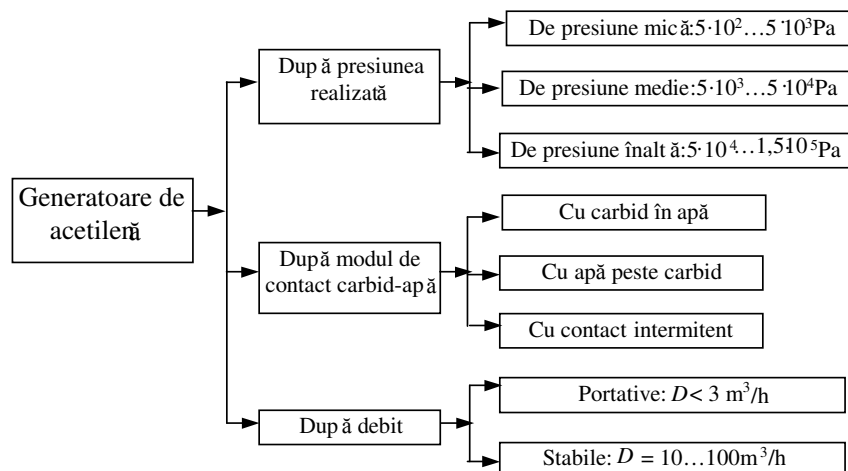 De presiune mică:5·10²…5·10³Pa
După presiunea
realizată
De presiune medie:5·10³…5·10⁴Pa
De presiune înaltă:5·10⁴…1,5·10⁵Pa
Generatoare de
acetilenă
Cu carbid în apă
După modul de
contact carbid-apă
Cu apă peste carbid
Cu contact intermitent
Portative: D< 3 m³/h
După debit
Stabile: D = 10…100m³/h